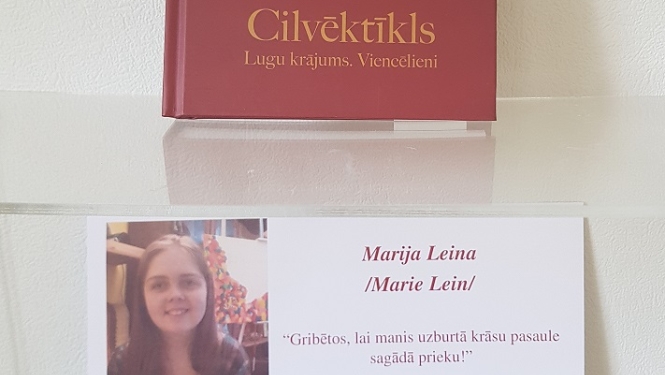 Cilvēktīkls
Lugu krājums. Viencēlieni
Marija Leina
/Marie Lein/
“Gribētos, lai manis uzburtā krāsu pasaule
sagādā prieku!”